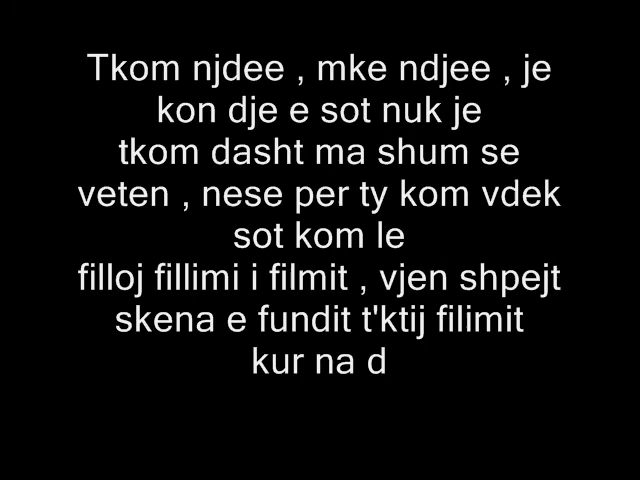 Tkom njdee , mke ndjee , je
kon dje e sot nuk je
tkom dasht ma shum se
veten , nese per ty kom vdek
sot kom le
filloj fillimi i filmit , vjen shpejt
skena e fundit t'ktij filimit
kur na d